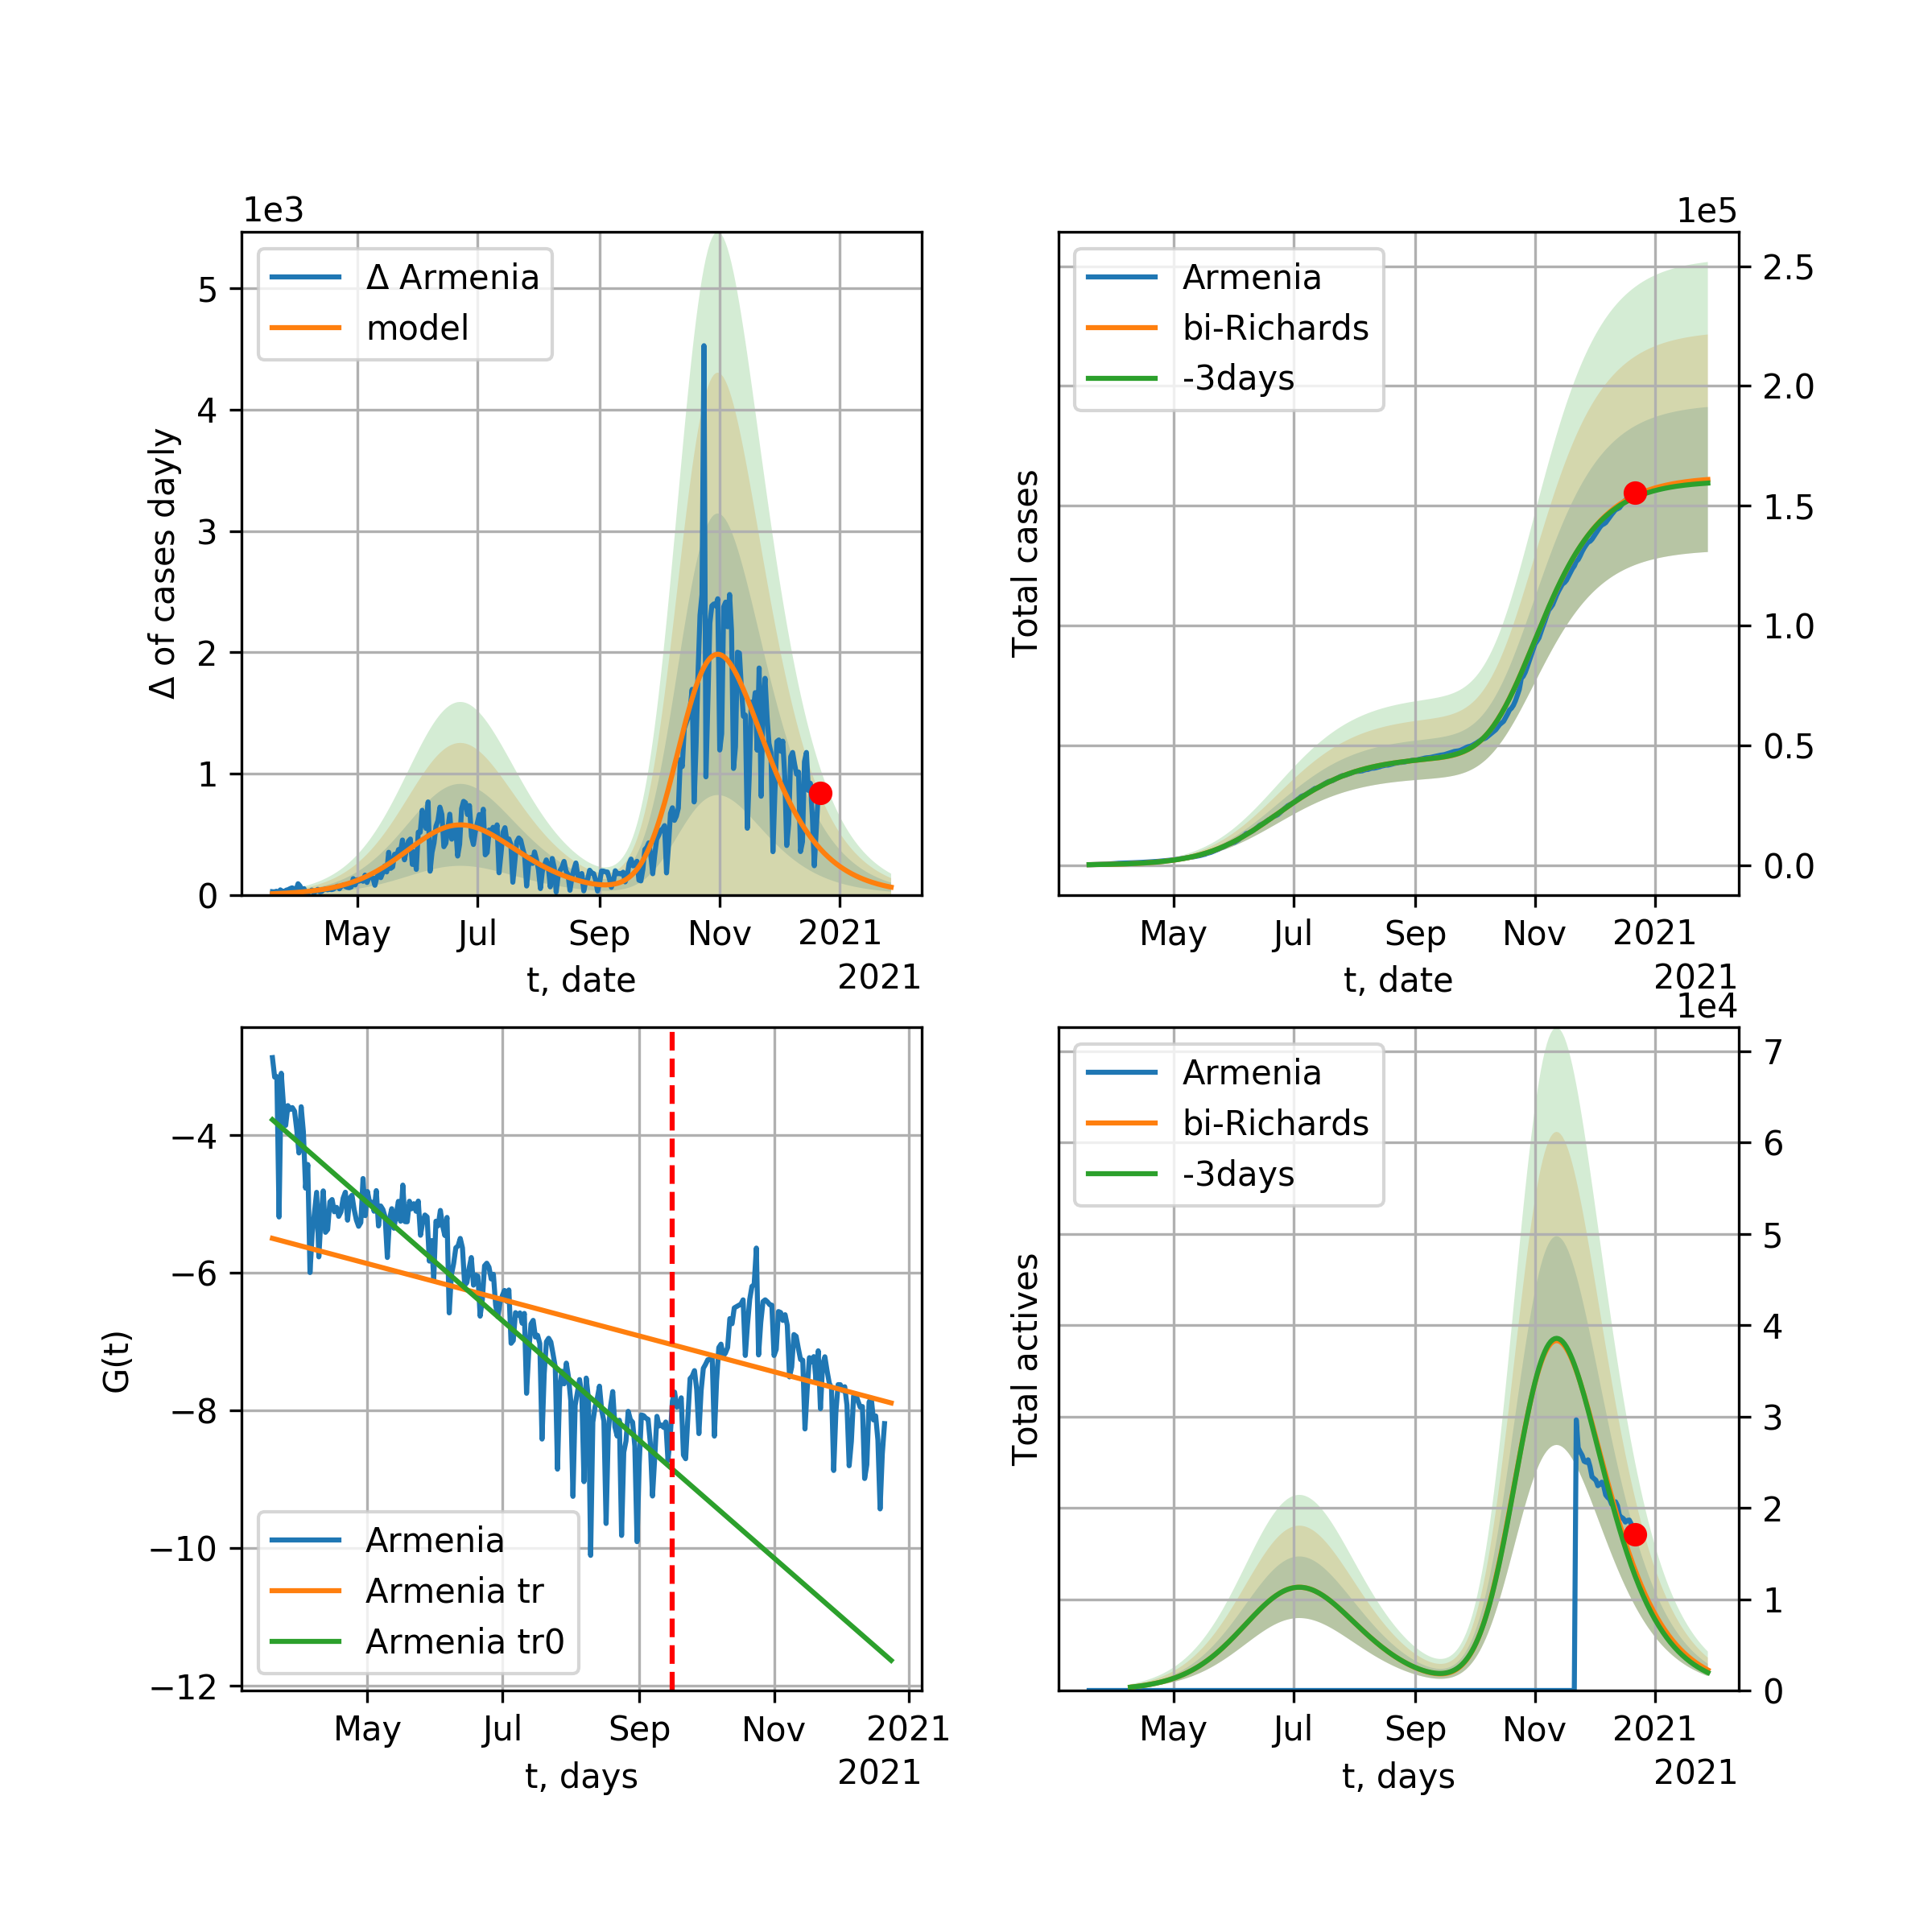 1e3
Δ Armenia
model
5
4
3
2
1
0
Δ of cases dayly
May
Jul
Sep
Nov
2021
t, date
2021
1e5
Armenia
bi-Richards
-3days
2.5
2.0
1.5
1.0
0.5
0.0
Total cases
May
Jul
Sep
Nov
2021
t, date
2021
−4
−6
−8
−10
−12
G(t)
Armenia
Armenia tr
Armenia tr0
May
Jul
Sep
Nov
2021
t, days
2021
1e4
Armenia
bi-Richards
-3days
7
6
5
4
3
2
1
0
Total actives
May
Jul
Sep
Nov
2021
t, days
2021